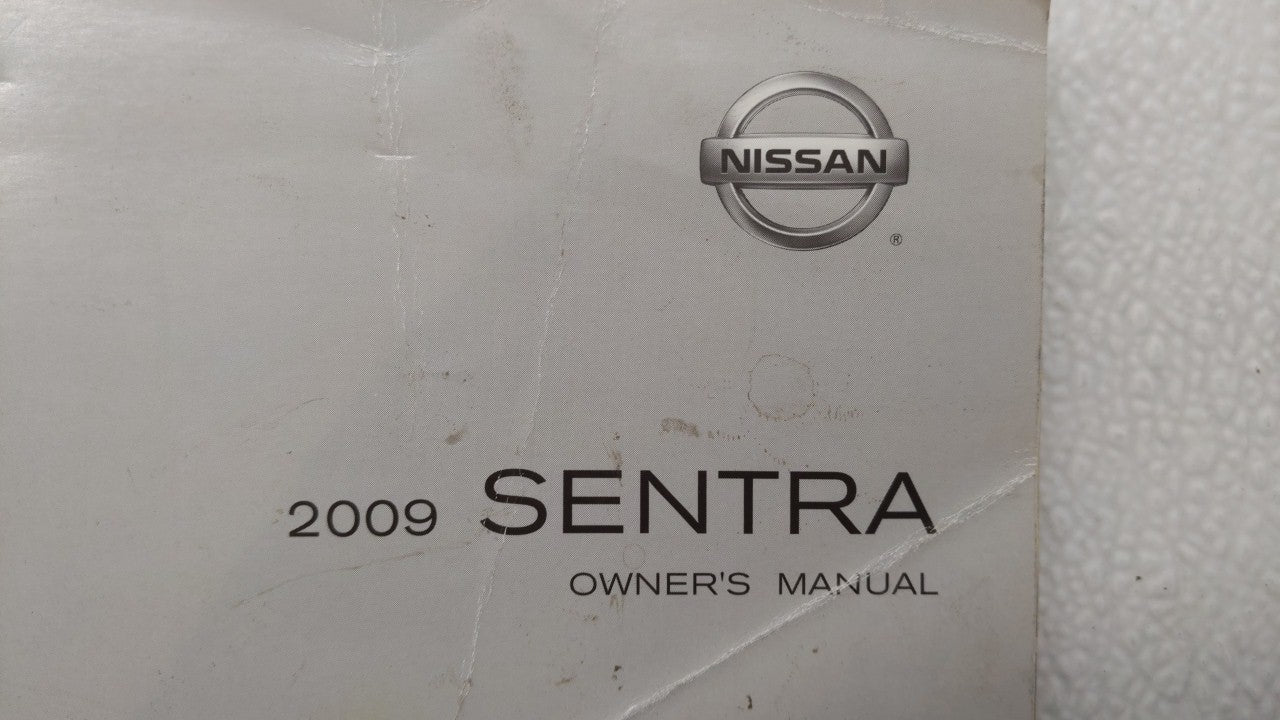 NISSAN
®
2009 SENTRA
OWNER'S MANUAL